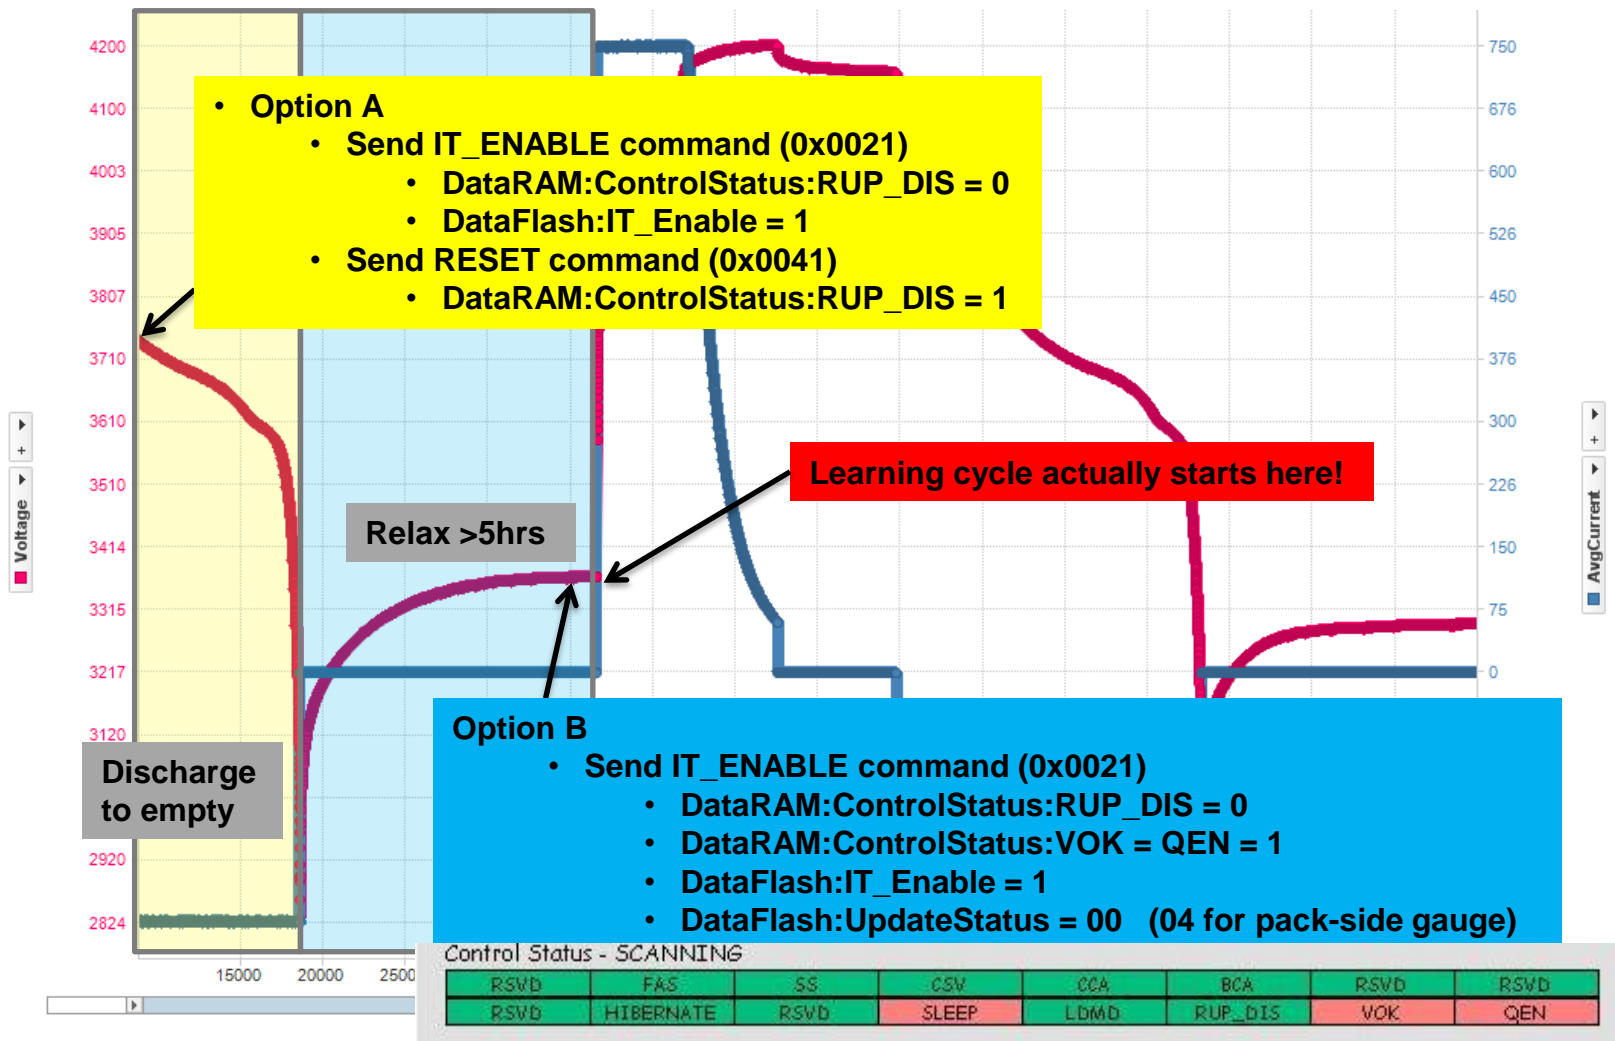 4200
4100
4003
3905
3807
3710
3610
3510
3414
3315
3217
3120
2920
2824
Voltage
+
750
676
600
526
450
376
300
226
150
75
0
AvgCurrent
+
• Option A
• Send IT_ENABLE command (0x0021)
• DataRAM:ControlStatus:RUP_DIS = 0
• DataFlash:IT_Enable = 1
• Send RESET command (0x0041)
• DataRAM:ControlStatus:RUP_DIS = 1
Learning cycle actually starts here!
Relax >5hrs
Discharge
to empty
Option B
• Send IT_ENABLE command (0x0021)
• DataRAM:ControlStatus:RUP_DIS = 0
• DataRAM:ControlStatus:VOK = QEN = 1
• DataFlash:IT_Enable = 1
• DataFlash:UpdateStatus = 00 (04 for pack-side gauge)
15000 20000 2500
Control Status - SCANNING
RSVD FAS SS CSV CCA BCA RSVD RSVD
RSVD HIBERNATE RSVD SLEEP LDMD RUP_DIS VOK QEN